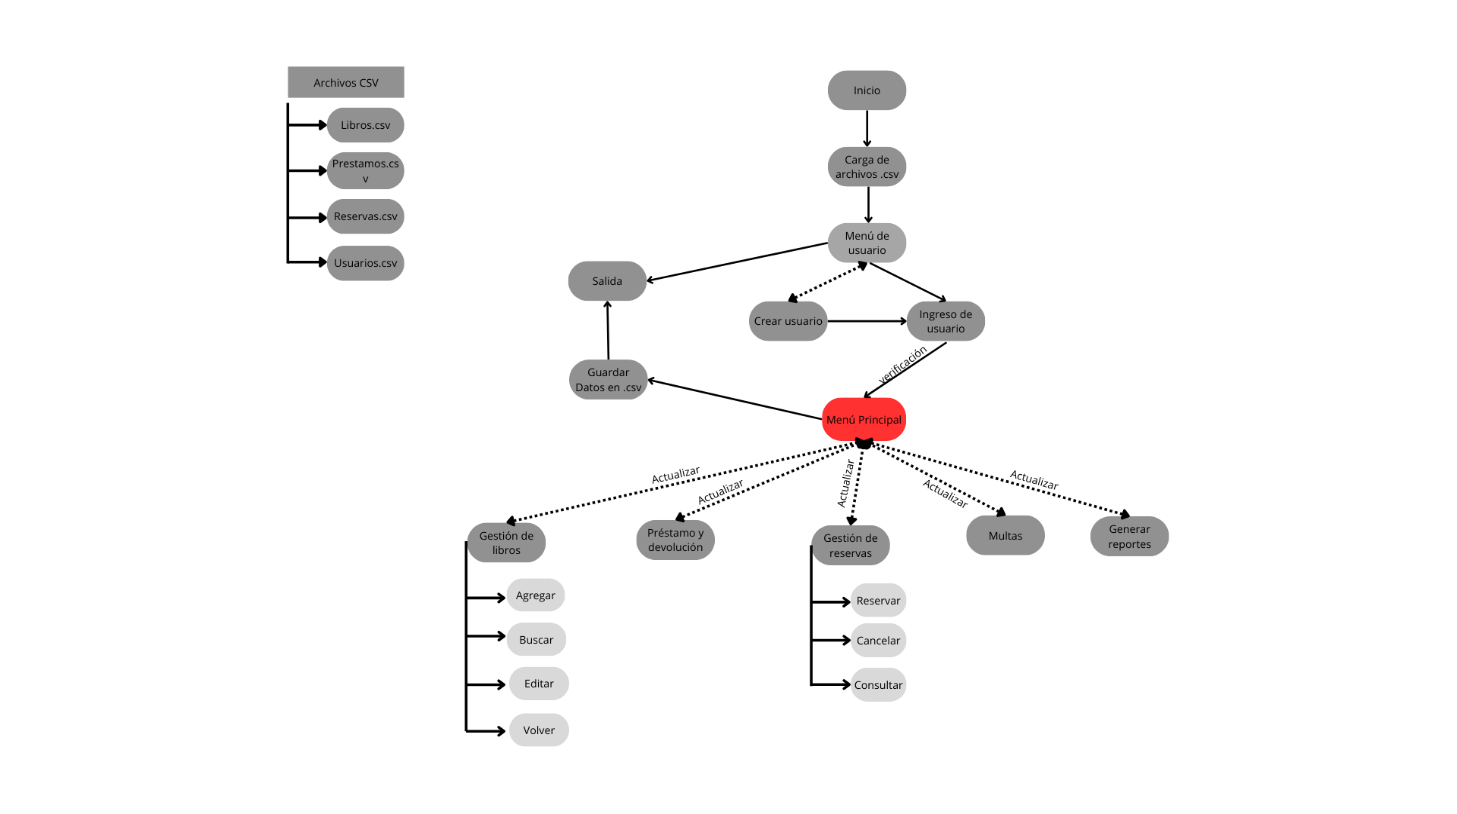 Archivos CSV
Libros.csv
Prestamos.cs
v
Reservas.csv
Usuarios.csv
Inicio
Carga de
archivos .csv
Menú de
usuario
Salida
Crear usuario
Ingreso de
usuario
verificación
Guardar
Datos en .csv
Menú Principal
Actualizar
Actualizar
Actualizar
Actualizar
Actualizar
Gestión de
libros
Préstamo y
devolución
Gestión de
reservas
Multas
Generar
reportes
Agregar
Buscar
Editar
Volver
Reservar
Cancelar
Consultar